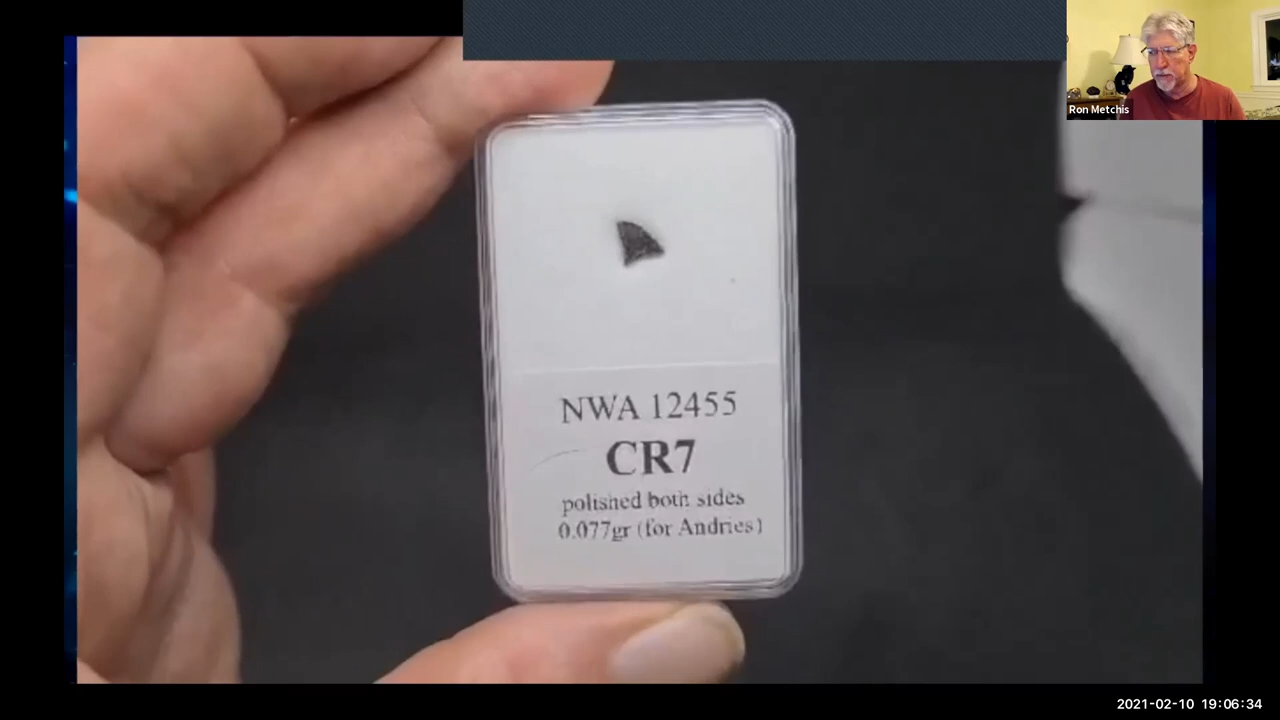 Ron Metchis
NWA 12455
CR7
polished both sides
0.077gr (for Andries)
2021-02-10 19:06:34